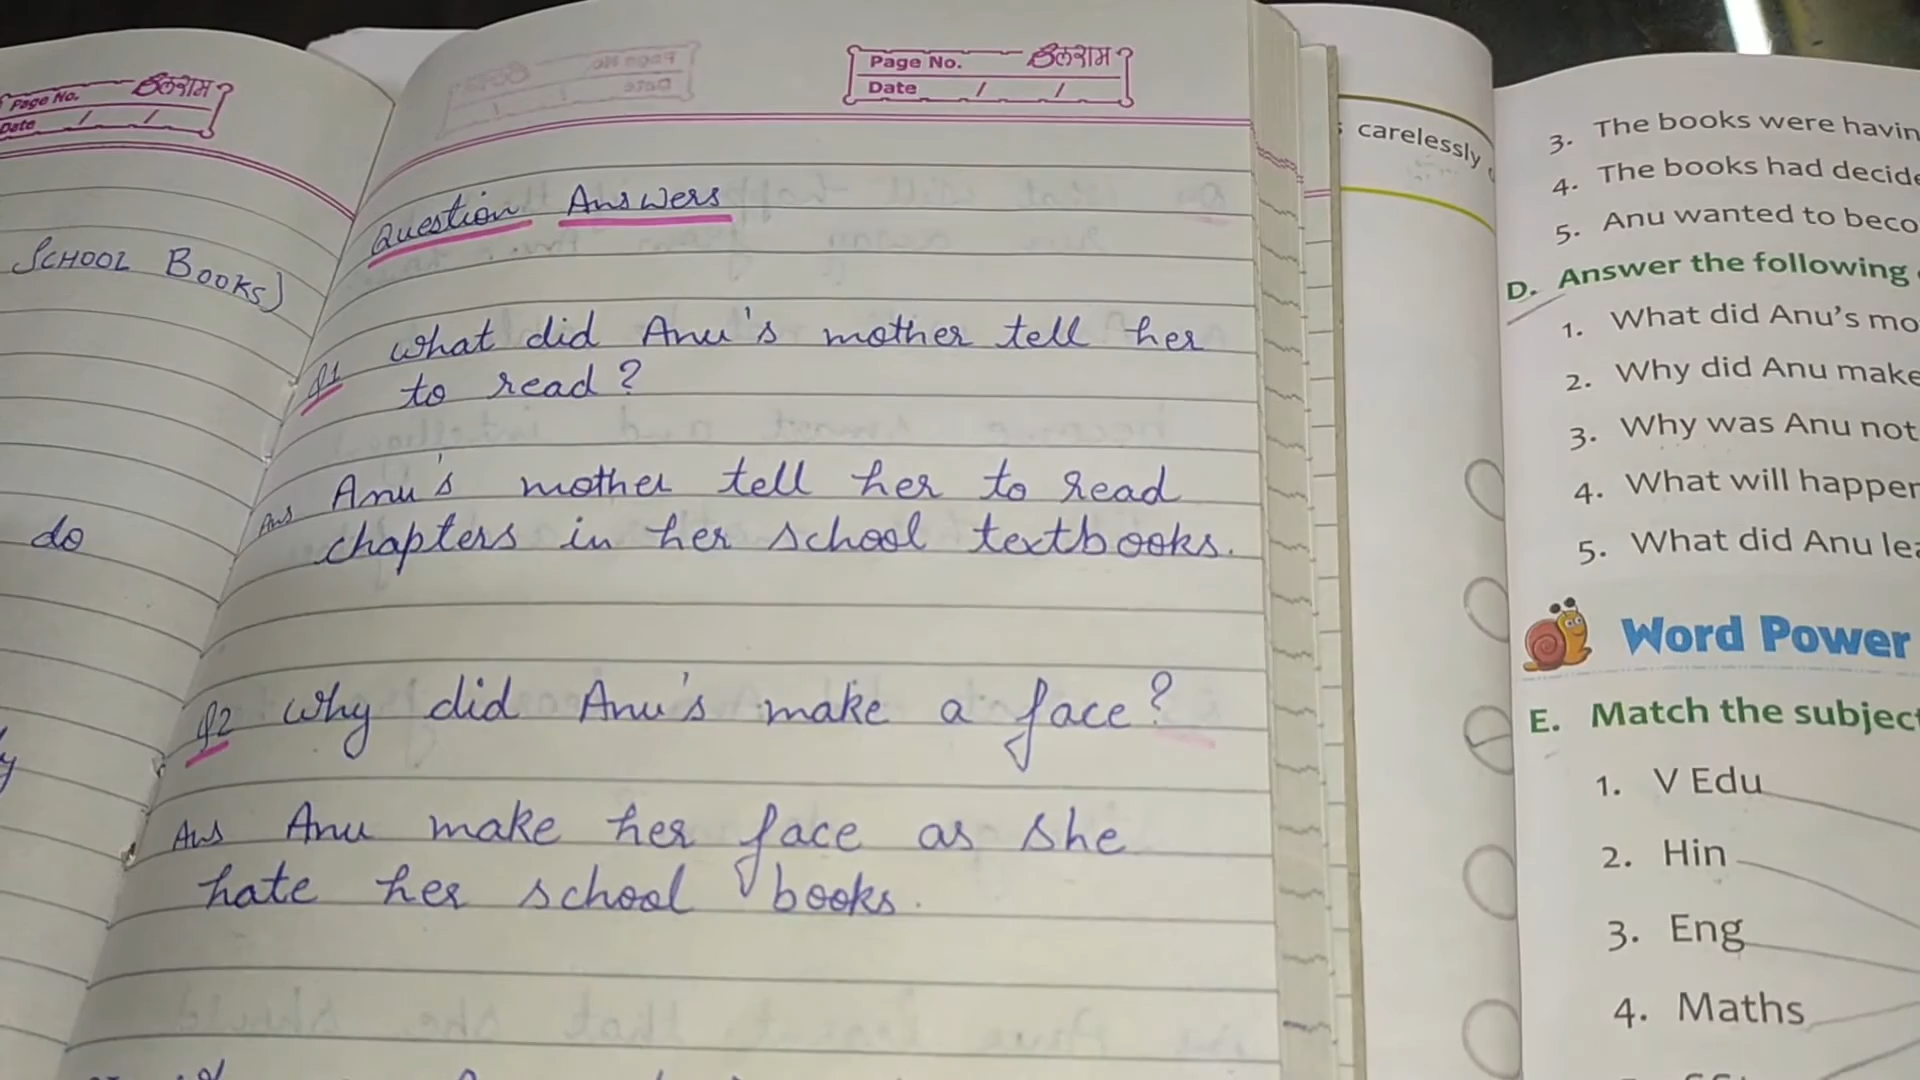 Page No. छलराम
Date / /
SCHOOL BOOKS)
do
Page No. छलराम
Date / /
Question Answers
Q1 What did Anu's mother tell her
to read?
Ans Anu's mother tell her to read
chapters in her school textbooks.
Q2 Why did Anu's make a face?
Ans Anu make her face as she
hate her school books.
carelessly
3. The books were havin
4. The books had decide
5. Anu wanted to beco
D. Answer the following
1. What did Anu's mo
2. Why did Anu make
3. Why was Anu not
4. What will happen
5. What did Anu lea
Word Power
E. Match the subject
1. V Edu
2. Hin
3. Eng
4. Maths